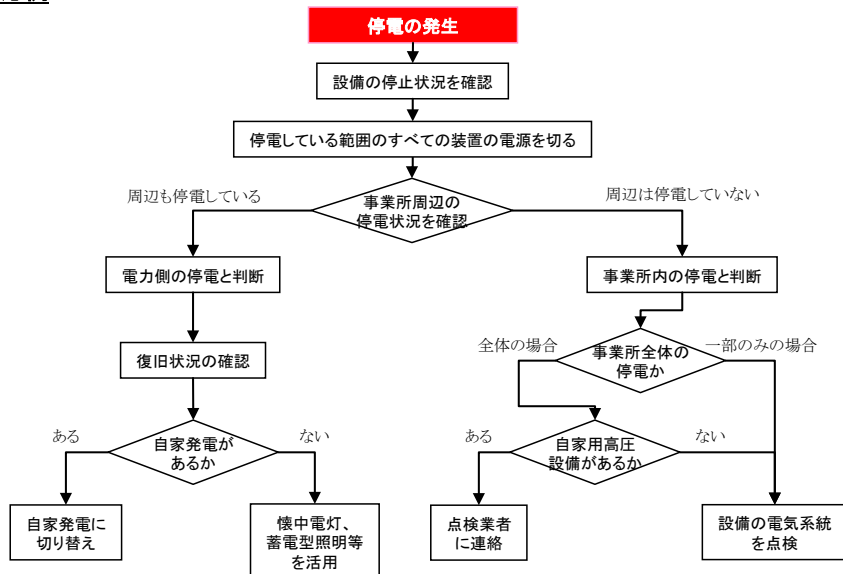 停電の発生
設備の停止状況を確認
停電している範囲のすべての装置の電源を切る
周辺も停電している
事業所周辺の
停電状況を確認
周辺は停電していない
電力側の停電と判断
事業所内の停電と判断
復旧状況の確認
全体の場合
事業所全体の
停電か
一部のみの場合
ある
自家発電が
あるか
ない
ある
自家用高圧
設備があるか
ない
自家発電に
切り替え
懐中電灯、
蓄電型照明等
を活用
点検業者
に連絡
設備の電気系統
を点検